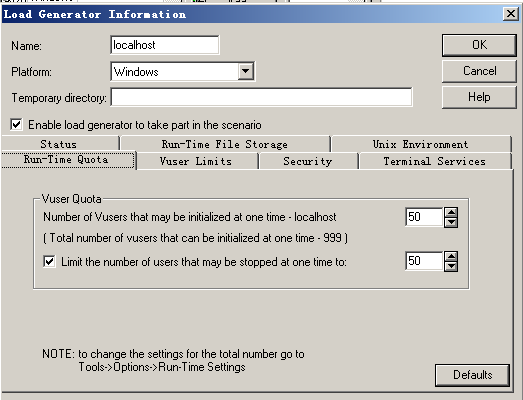 Load Generator Information
Name:
localhost
OK
Platform:
Windows
Cancel
Temporary directory:
Help
Enable load generator to take part in the scenario
Status
Run-Time File Storage
Unix Environment
Run-Time Quota
Vuser Limits
Security
Terminal Services
Vuser Quota
Number of Vusers that may be initialized at one time - localhost
50
( Total number of vusers that can be initialized at one time - 999 )
Limit the number of users that may be stopped at one time to:
50
NOTE: to change the settings for the total number go to
Tools->Options->Run-Time Settings
Defaults